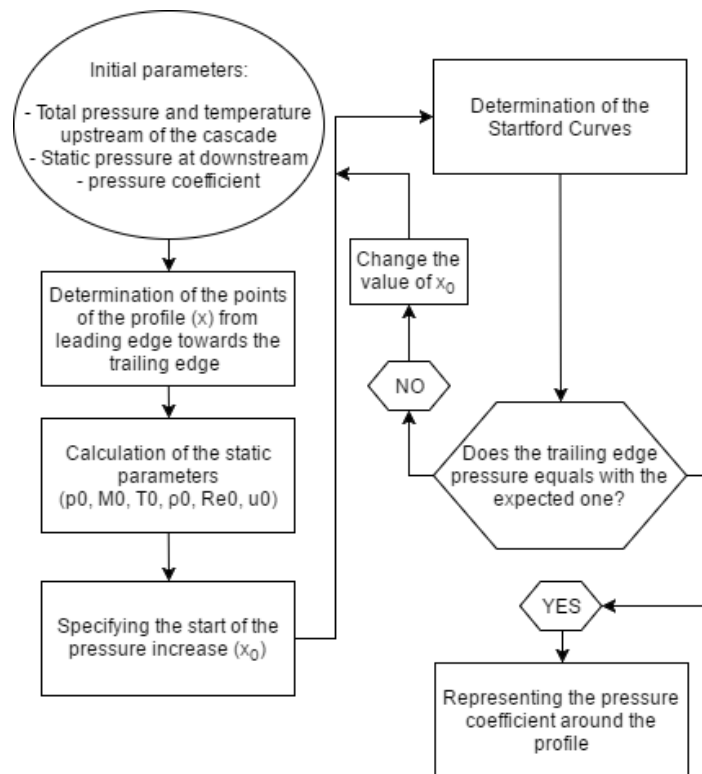 Initial parameters:
- Total pressure and temperature
upstream of the cascade
- Static pressure at downstream
- pressure coefficient
Determination of the points
of the profile (x) from
leading edge towards the
trailing edge
Calculation of the static
parameters
(p0, M0, T0, ρ0, Re0, u0)
Specifying the start of the
pressure increase (x₀)
Determination of the
Startford Curves
Change the
value of x₀
NO
Does the trailing edge
pressure equals with the
expected one?
YES
Representing the pressure
coefficient around the
profile